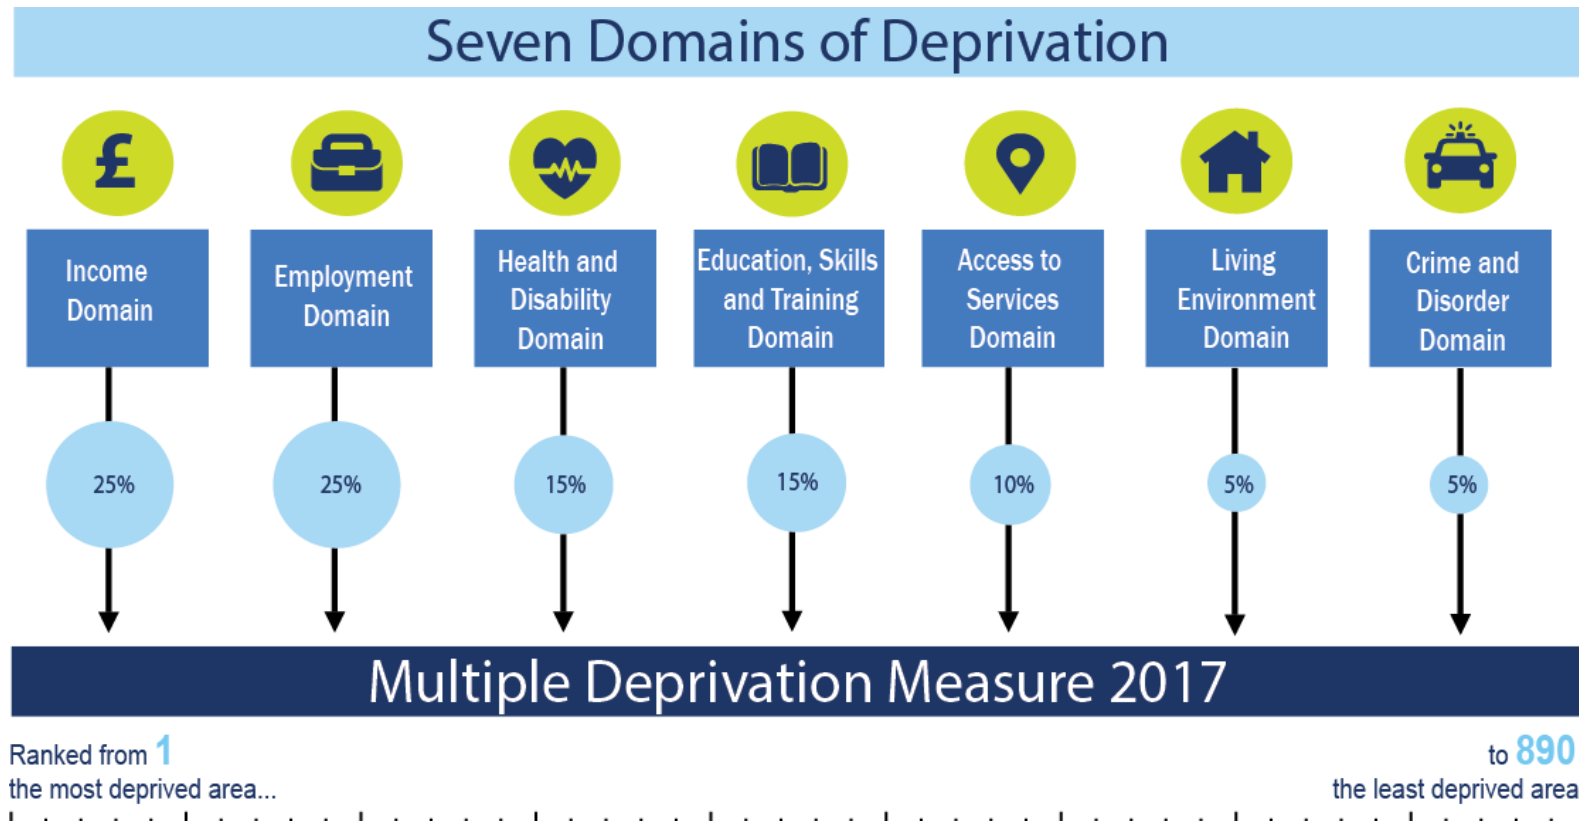 Seven Domains of Deprivation
£
Income
Domain
Employment
Domain
Health and
Disability
Domain
Education, Skills
and Training
Domain
Access to
Services
Domain
Living
Environment
Domain
Crime and
Disorder
Domain
25%
25%
15%
15%
10%
5%
5%
Multiple Deprivation Measure 2017
Ranked from 1
the most deprived area...
to 890
the least deprived area